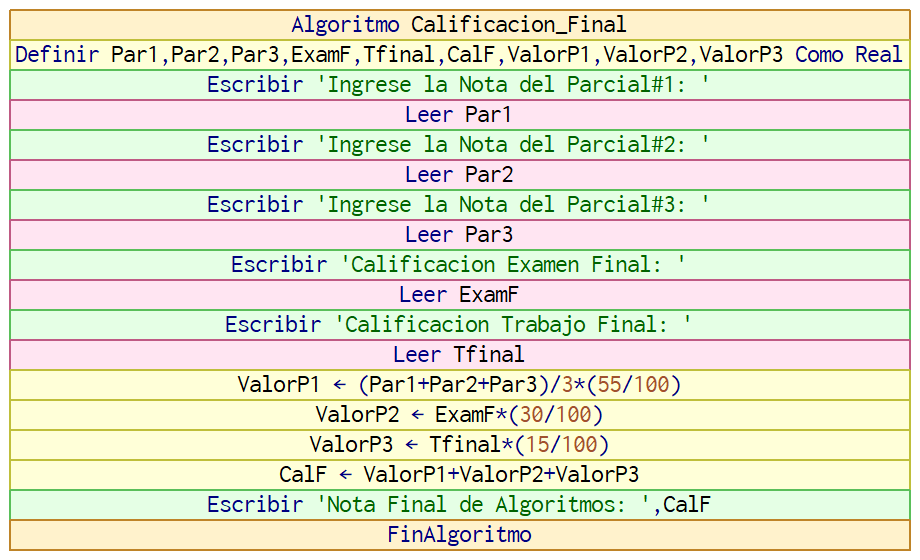 Algoritmo Calificacion_Final
Definir Par1,Par2,Par3,ExamF,Tfinal,CalF,ValorP1,ValorP2,ValorP3 Como Real
Escribir 'Ingrese la Nota del Parcial#1: '
Leer Par1
Escribir 'Ingrese la Nota del Parcial#2: '
Leer Par2
Escribir 'Ingrese la Nota del Parcial#3: '
Leer Par3
Escribir 'Calificacion Examen Final: '
Leer ExamF
Escribir 'Calificacion Trabajo Final: '
Leer Tfinal
ValorP1 ← (Par1+Par2+Par3)/3*(55/100)
ValorP2 ← ExamF*(30/100)
ValorP3 ← Tfinal*(15/100)
CalF ← ValorP1+ValorP2+ValorP3
Escribir 'Nota Final de Algoritmos: ',CalF
FinAlgoritmo